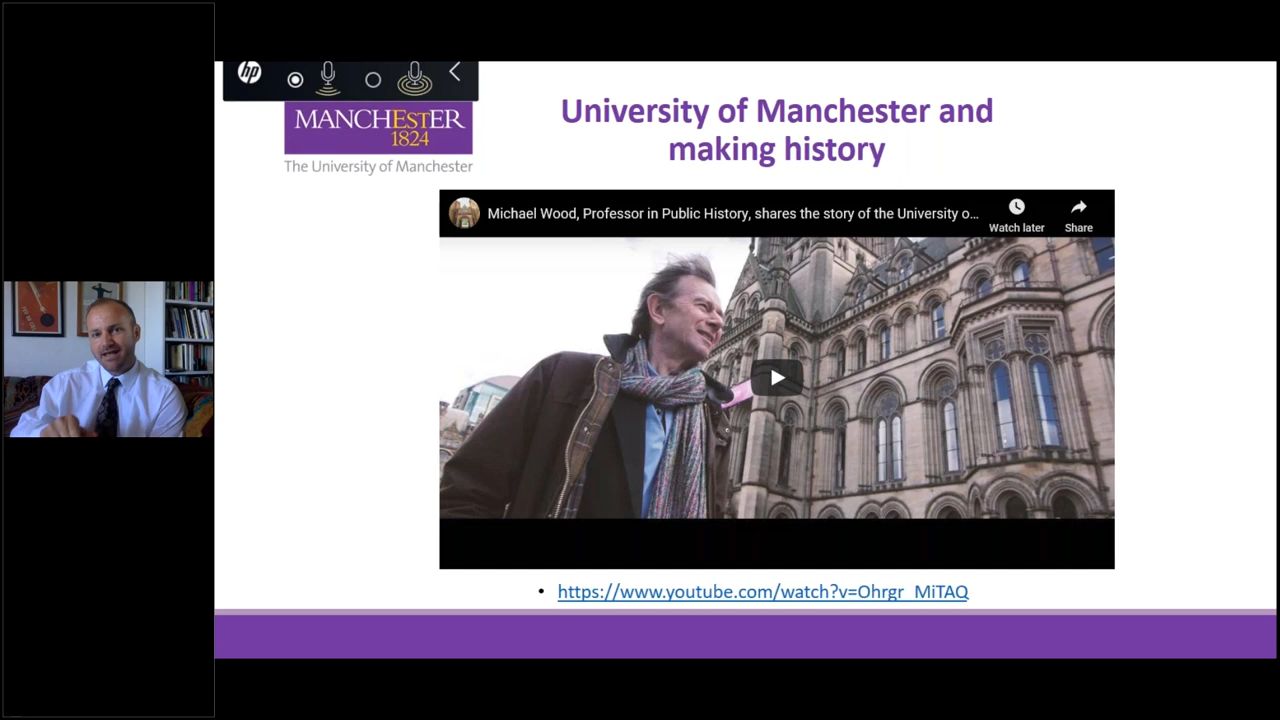 hp
MANCHESTER
1824
The University of Manchester
University of Manchester and
making history
Michael Wood, Professor in Public History, shares the story of the University o...
Watch later
Share
• https://www.youtube.com/watch?v=Ohrgr_MiTAQ